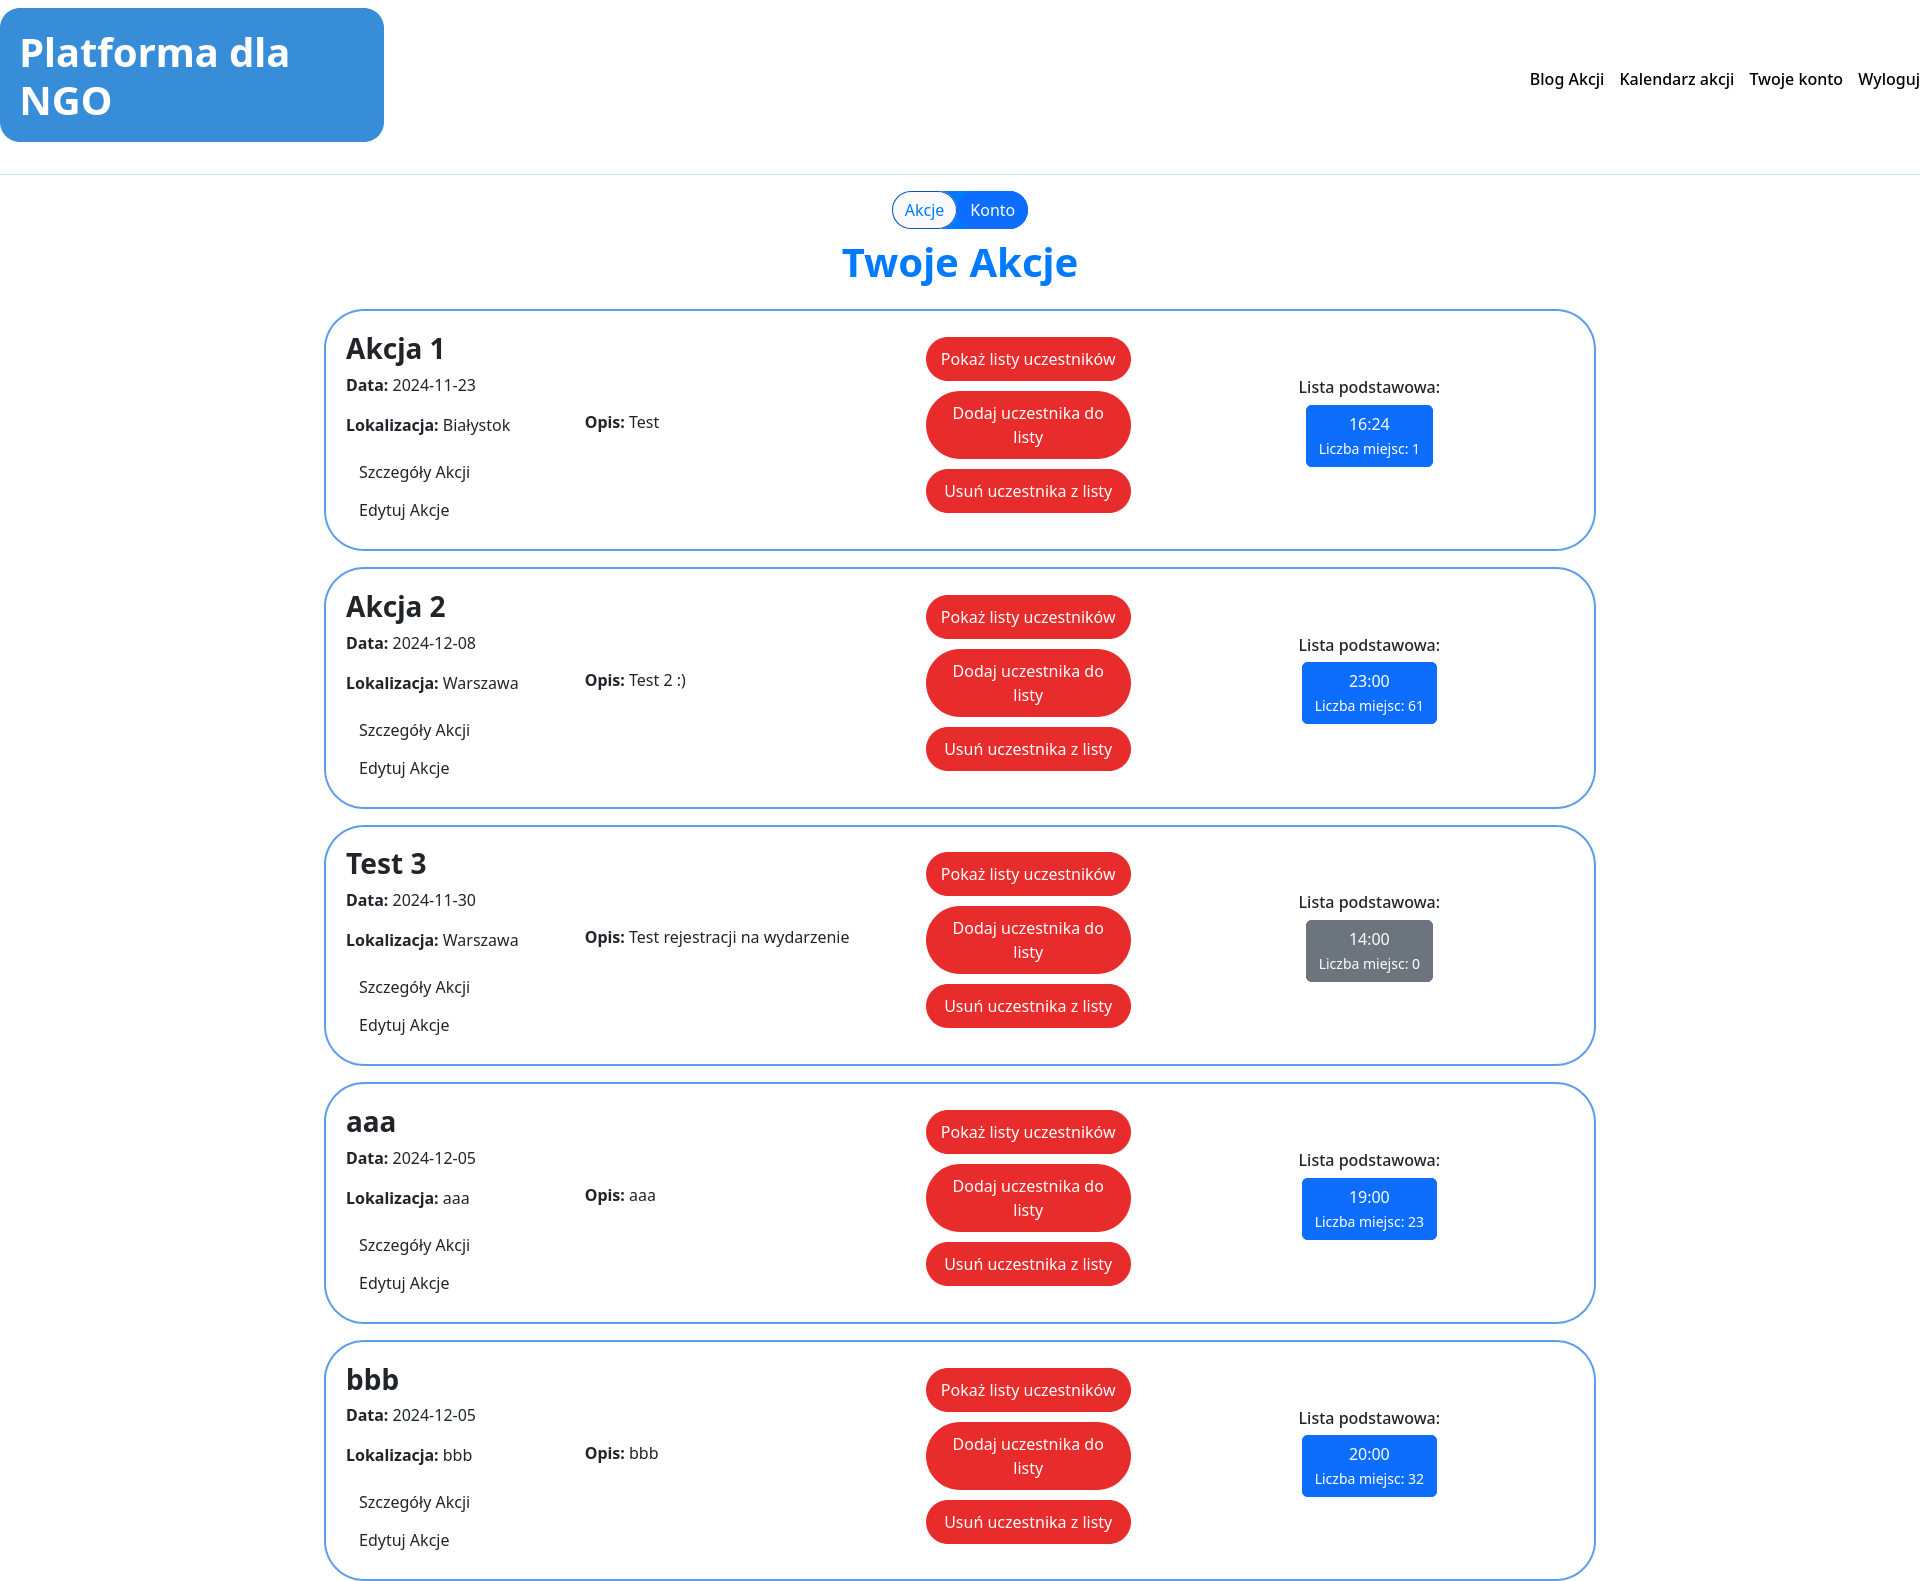 Platforma dla
NGO
Blog Akcji Kalendarz akcji Twoje konto Wyloguj
Akcje Konto
Twoje Akcje
Akcja 1
Data: 2024-11-23
Lokalizacja: Białystok
Szczegóły Akcji
Edytuj Akcje
Opis: Test
Pokaż listy uczestników
Dodaj uczestnika do
listy
Usuń uczestnika z listy
Lista podstawowa:
16:24
Liczba miejsc: 1
Akcja 2
Data: 2024-12-08
Lokalizacja: Warszawa
Szczegóły Akcji
Edytuj Akcje
Opis: Test 2 :)
Pokaż listy uczestników
Dodaj uczestnika do
listy
Usuń uczestnika z listy
Lista podstawowa:
23:00
Liczba miejsc: 61
Test 3
Data: 2024-11-30
Lokalizacja: Warszawa
Szczegóły Akcji
Edytuj Akcje
Opis: Test rejestracji na wydarzenie
Pokaż listy uczestników
Dodaj uczestnika do
listy
Usuń uczestnika z listy
Lista podstawowa:
14:00
Liczba miejsc: 0
aaa
Data: 2024-12-05
Lokalizacja: aaa
Szczegóły Akcji
Edytuj Akcje
Opis: aaa
Pokaż listy uczestników
Dodaj uczestnika do
listy
Usuń uczestnika z listy
Lista podstawowa:
19:00
Liczba miejsc: 23
bbb
Data: 2024-12-05
Lokalizacja: bbb
Szczegóły Akcji
Edytuj Akcje
Opis: bbb
Pokaż listy uczestników
Dodaj uczestnika do
listy
Usuń uczestnika z listy
Lista podstawowa:
20:00
Liczba miejsc: 32